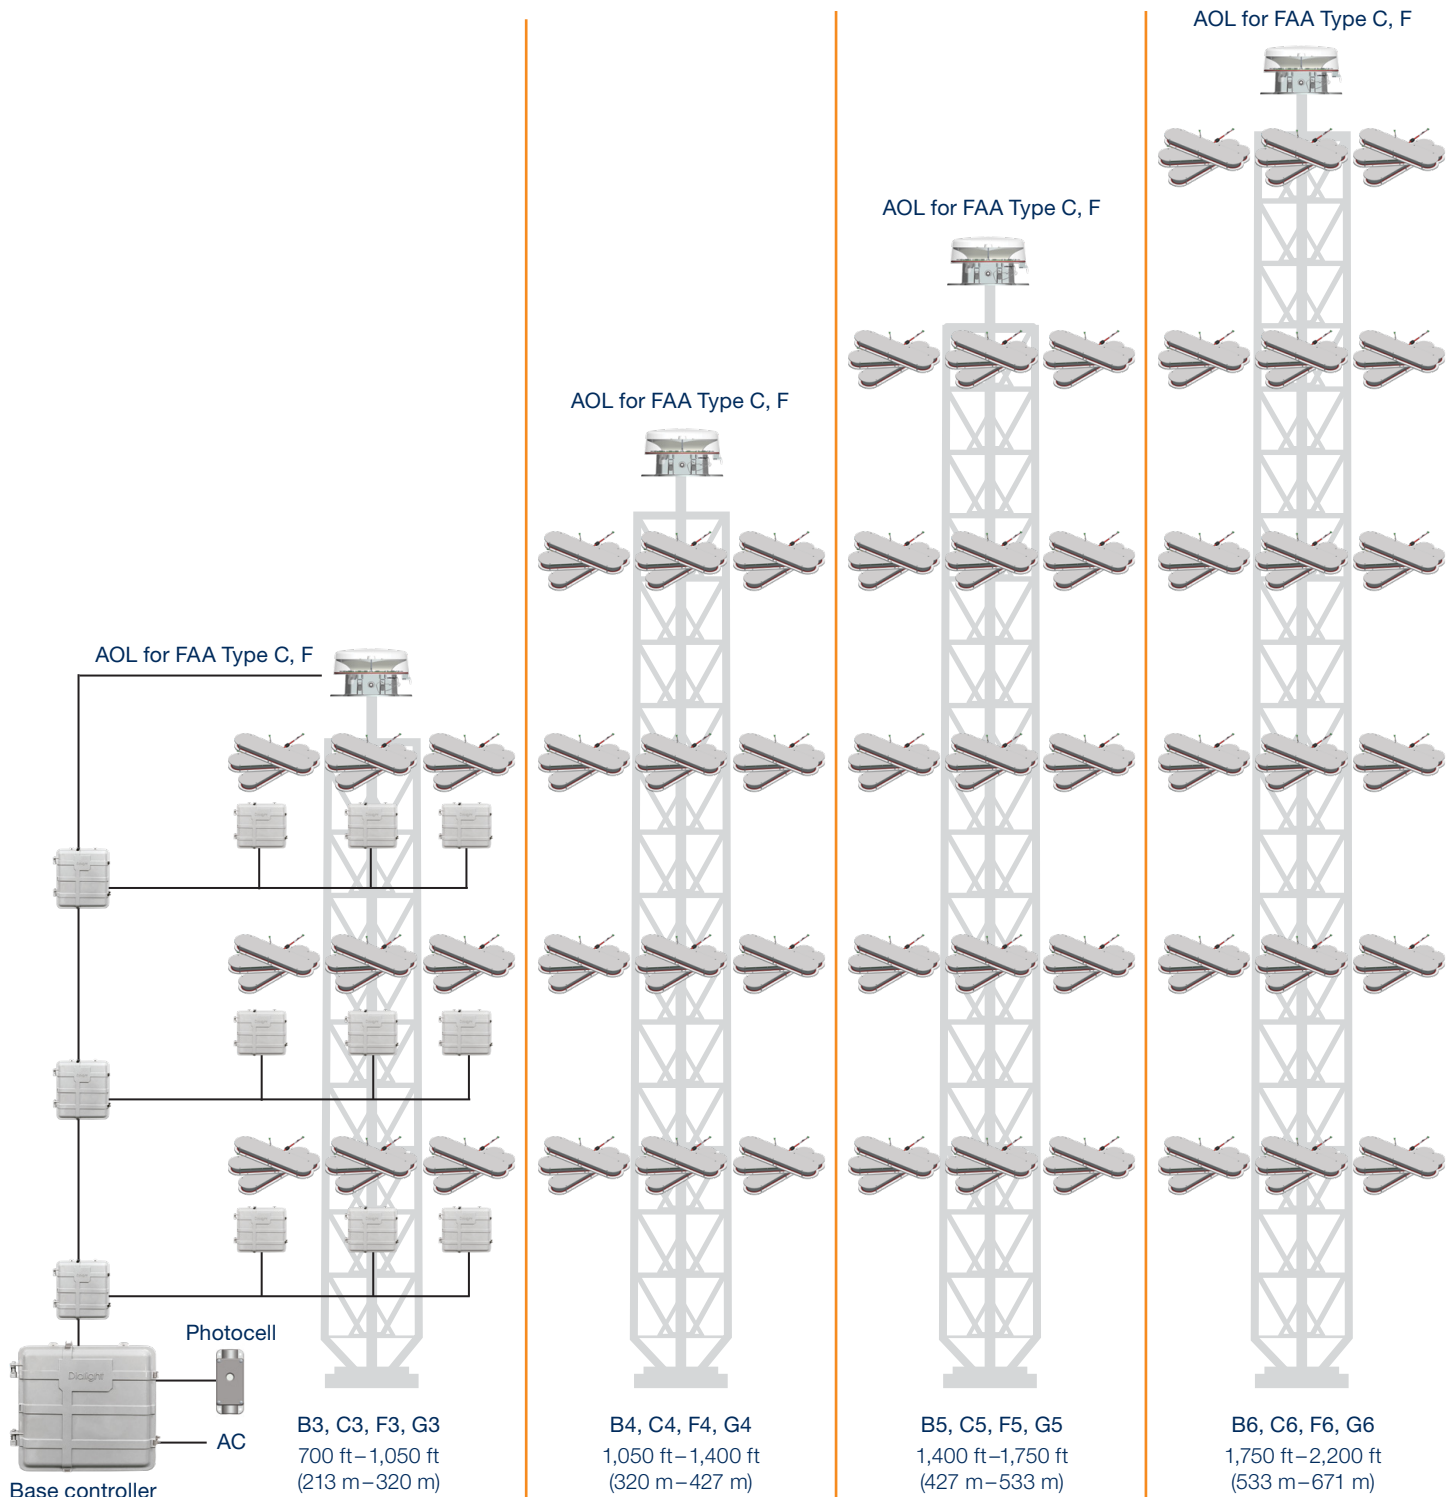 AOL for FAA Type C, F
AOL for FAA Type C, F
AOL for FAA Type C, F
AOL for FAA Type C, F
Photocell
Dialight
AC
Base controller
B3, C3, F3, G3
700 ft–1,050 ft
(213 m–320 m)
B4, C4, F4, G4
1,050 ft–1,400 ft
(320 m–427 m)
B5, C5, F5, G5
1,400 ft–1,750 ft
(427 m–533 m)
B6, C6, F6, G6
1,750 ft–2,200 ft
(533 m–671 m)